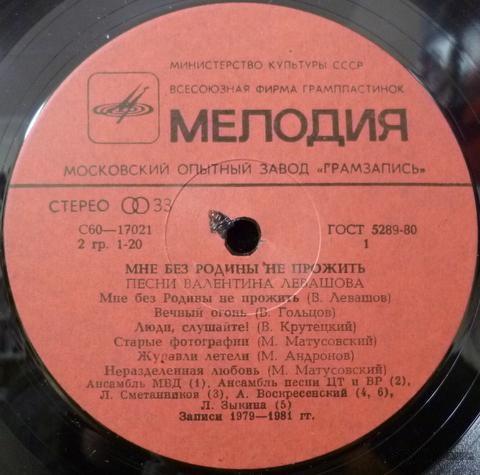 МИНИСТЕРСТВО КУЛЬТУРЫ СССР
ВСЕСОЮЗНАЯ ФИРМА ГРАМПЛАСТИНОК
МЕЛОДИЯ
МОСКОВСКИЙ ОПЫТНЫЙ ЗАВОД «ГРАМЗАПИСЬ»
СТЕРЕО 33
С60—17021
2 гр. 1-20
ГОСТ 5289-80
1
МНЕ БЕЗ РОДИНЫ НЕ ПРОЖИТЬ
ПЕСНИ ВАЛЕНТИНА ЛЕВАШОВА
Мне без Родины не прожить (В. Левашов)
Вечный огонь (В. Гольцов)
Люди, слушайте! (В. Крутецкий)
Старые фотографии (М. Матусовский)
Журавли летели (М. Андронов)
Неразделенная любовь (М. Матусовский)
Ансамбль МВД (1), Ансамбль песни ЦТ и ВР (2),
Л. Сметанников (3), А. Воскресенский (4, 6),
Л. Зыкина (5)
Записи 1979—1981 гг.